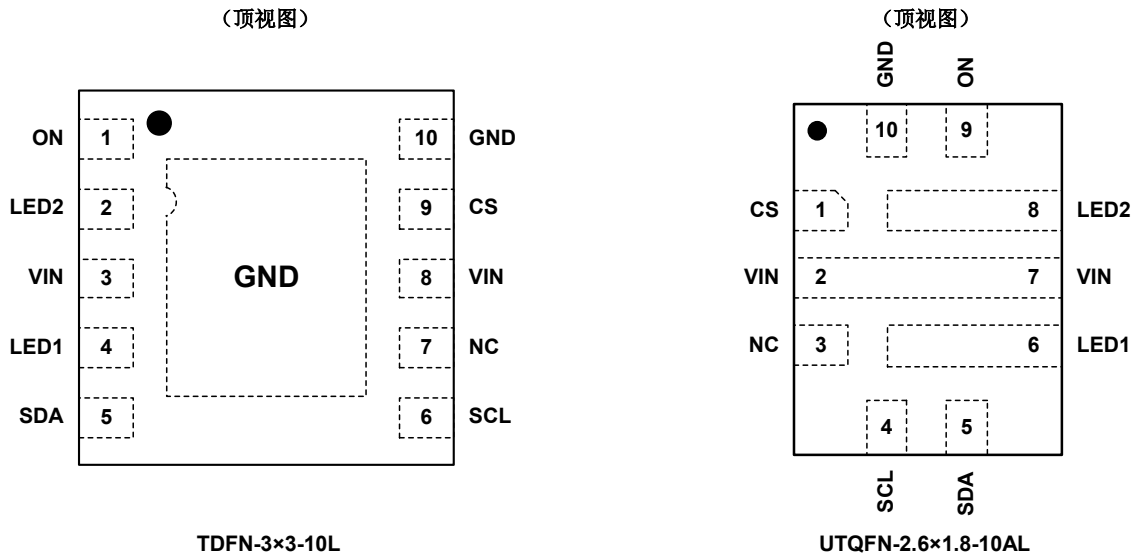 （顶视图）
ON 1 10 GND
LED2 2 9 CS
VIN 3 GND 8 VIN
LED1 4 7 NC
SDA 5 6 SCL
TDFN-3×3-10L
（顶视图）
GND ON
10 9
CS 1 8 LED2
VIN 2 7 VIN
NC 3 6 LED1
4 5
SCL SDA
UTQFN-2.6×1.8-10AL